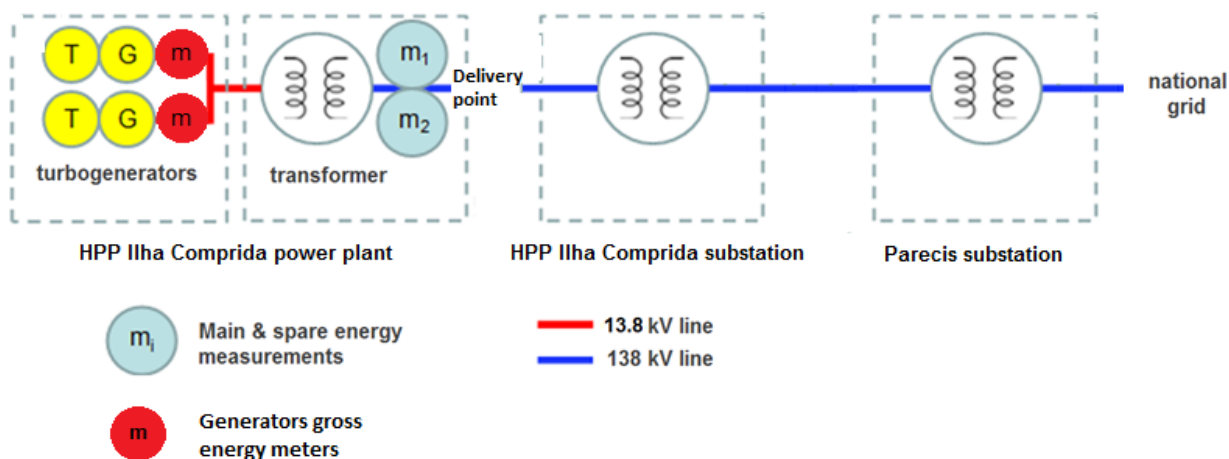 T G m
T G m
turbogenerators
transformer
m1
m2
Delivery
point
national
grid
HPP Ilha Comprida power plant
HPP Ilha Comprida substation
Parecis substation
mi
Main & spare energy
measurements
13.8 kV line
138 kV line
m
Generators gross
energy meters